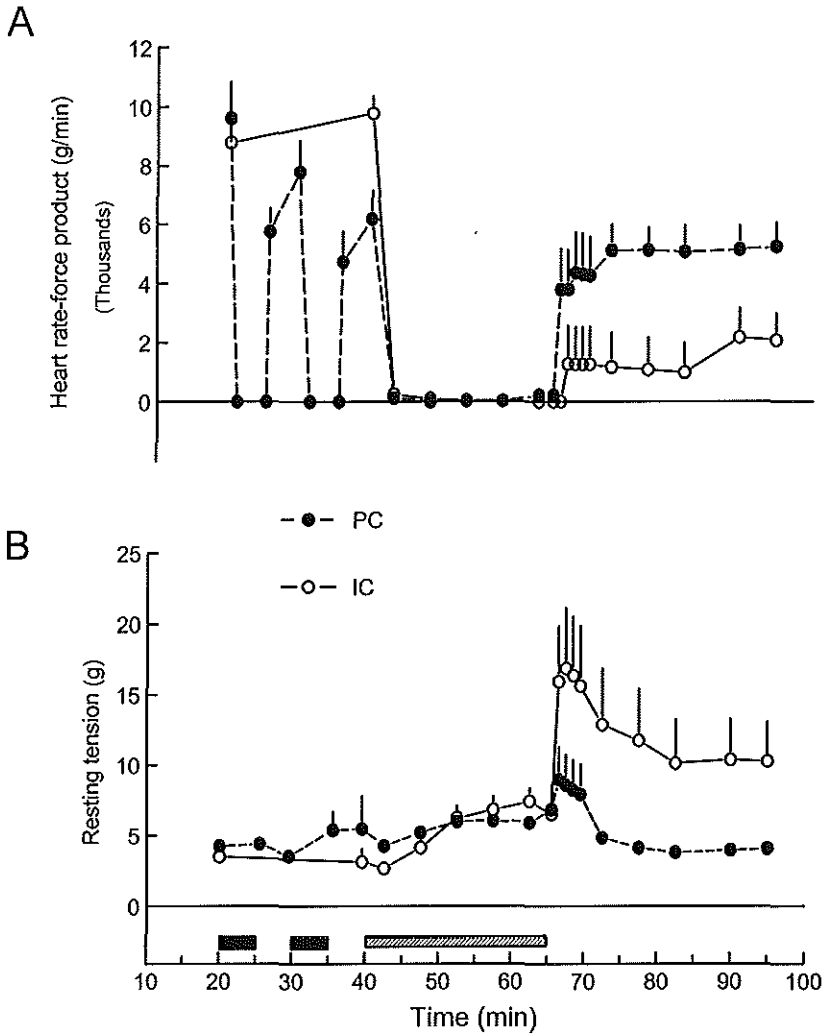 A
Heart rate-force product (g/min)
(Thousands)
12
10
8
6
4
2
0
PC
IC
B
Resting tension (g)
25
20
15
10
5
0
10 20 30 40 50 60 70 80 90 100
Time (min)